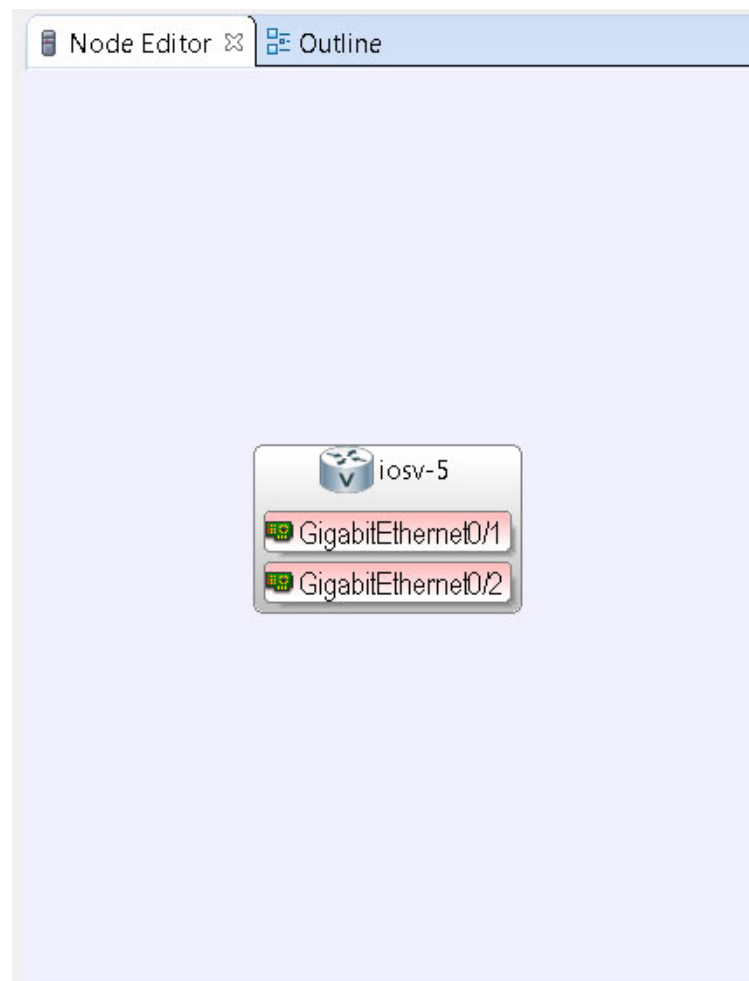 Node Editor Outline
iosv-5
V
GigabitEthernet0/1
GigabitEthernet0/2